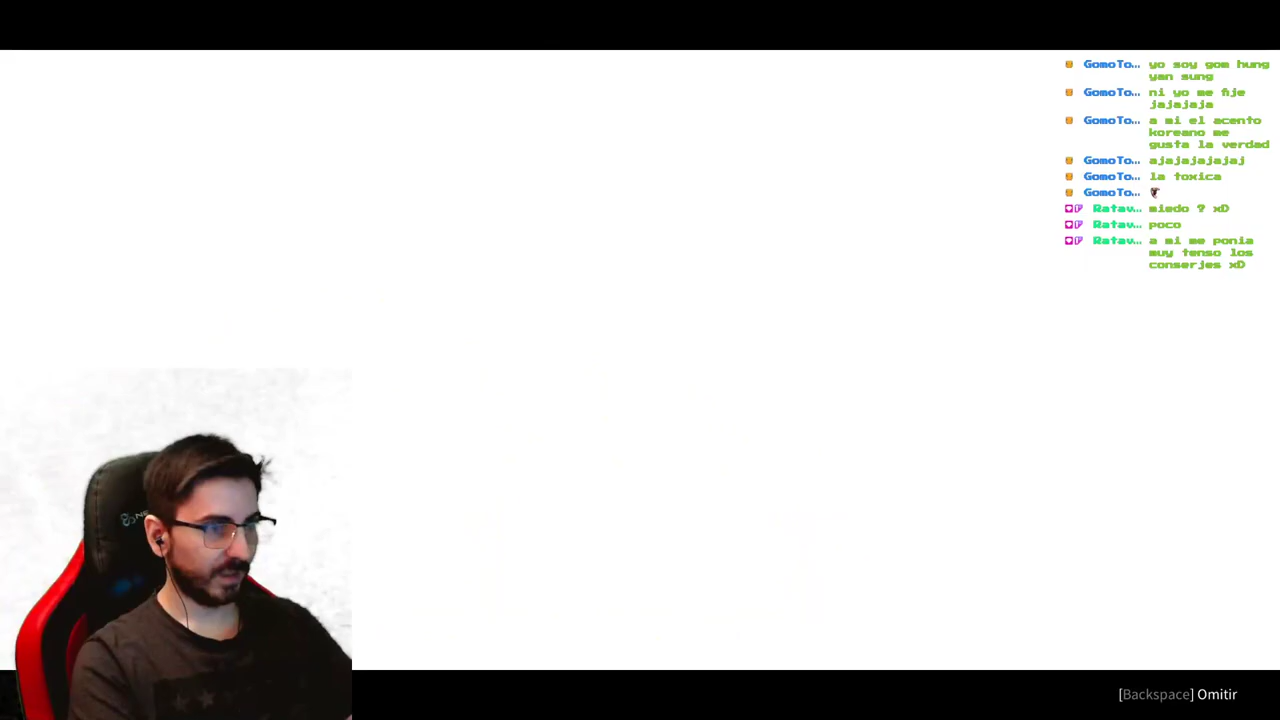 GomoTo... yo soy gom hung
yan sung
GomoTo... ni yo me fije
jajajaja
GomoTo... a mi el acento
koreano me
gusta la verdad
GomoTo... ajajajajajaj
GomoTo... la toxica
GomoTo...
Ratav... miedo ? xD
Ratav... poco
Ratav... a mi me ponia
muy tenso los
conserjes xD
[Backspace] Omitir